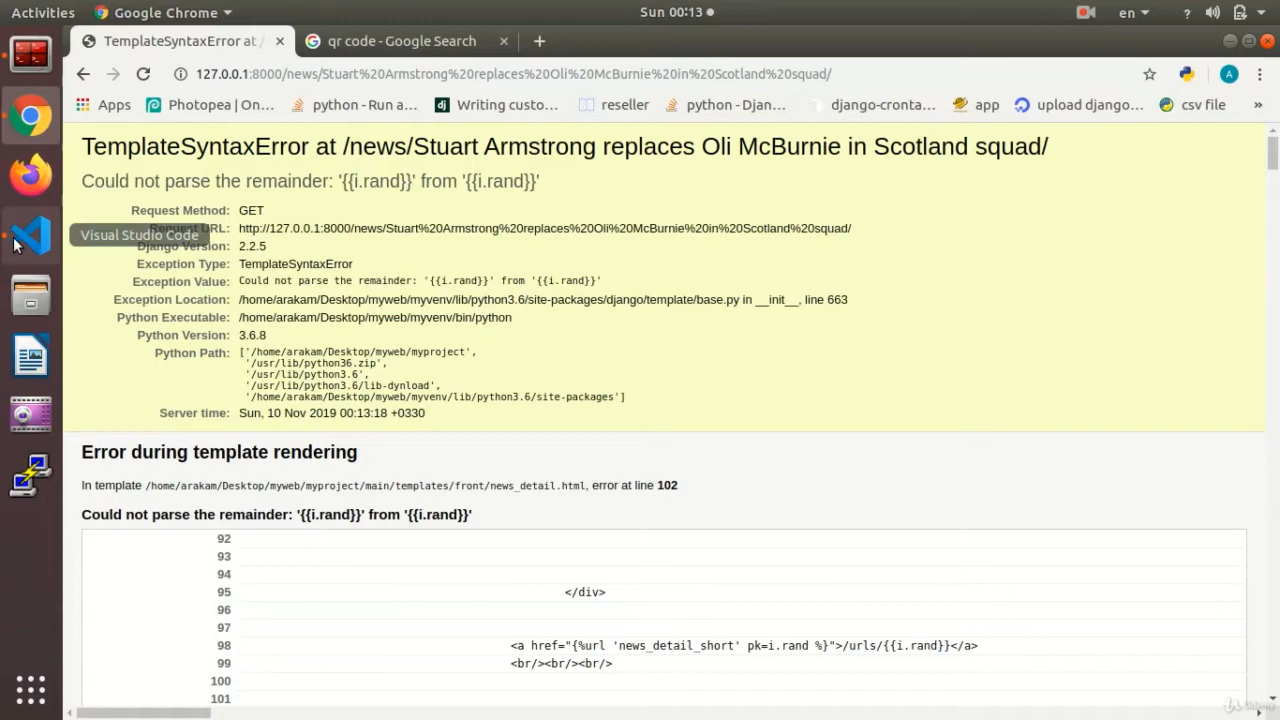 Activities Google Chrome Sun 00:13 en ?
TemplateSyntaxError at / qr code - Google Search
127.0.0.1:8000/news/Stuart%20Armstrong%20replaces%20Oli%20McBurnie%20in%20Scotland%20squad/ A
Apps Photopea | On... python - Run a... dj Writing custo... reseller python - Djan... django-cronta... app upload django... csv file »
TemplateSyntaxError at /news/Stuart Armstrong replaces Oli McBurnie in Scotland squad/
Could not parse the remainder: '{{i.rand}}' from '{{i.rand}}'
Request Method: GET
Request URL: http://127.0.0.1:8000/news/Stuart%20Armstrong%20replaces%20Oli%20McBurnie%20in%20Scotland%20squad/
Visual Studio Code
Django Version: 2.2.5
Exception Type: TemplateSyntaxError
Exception Value: Could not parse the remainder: '{{i.rand}}' from '{{i.rand}}'
Exception Location: /home/arakam/Desktop/myweb/myvenv/lib/python3.6/site-packages/django/template/base.py in __init__, line 663
Python Executable: /home/arakam/Desktop/myweb/myvenv/bin/python
Python Version: 3.6.8
Python Path: ['/home/arakam/Desktop/myweb/myproject',
'/usr/lib/python36.zip',
'/usr/lib/python3.6',
'/usr/lib/python3.6/lib-dynload',
'/home/arakam/Desktop/myweb/myvenv/lib/python3.6/site-packages']
Server time: Sun, 10 Nov 2019 00:13:18 +0330
Error during template rendering
In template /home/arakam/Desktop/myweb/myproject/main/templates/front/news_detail.html, error at line 102
Could not parse the remainder: '{{i.rand}}' from '{{i.rand}}'
92
93
94
95 </div>
96
97
98 <a href="{%url 'news_detail_short' pk=i.rand %}">/urls/{{i.rand}}</a>
99 <br/><br/><br/>
100
101
Udemy